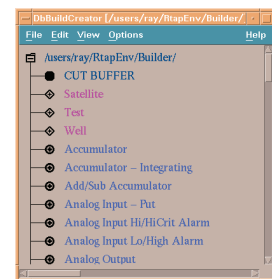 DbBuildCreator [/users/ray/RtapEnv/Builder/]
File Edit View Options Help
/users/ray/RtapEnv/Builder/
CUT BUFFER
Satellite
Test
Well
Accumulator
Accumulator – Integrating
Add/Sub Accumulator
Analog Input – Put
Analog Input Hi/HiCrit Alarm
Analog Input Lo/High Alarm
Analog Output